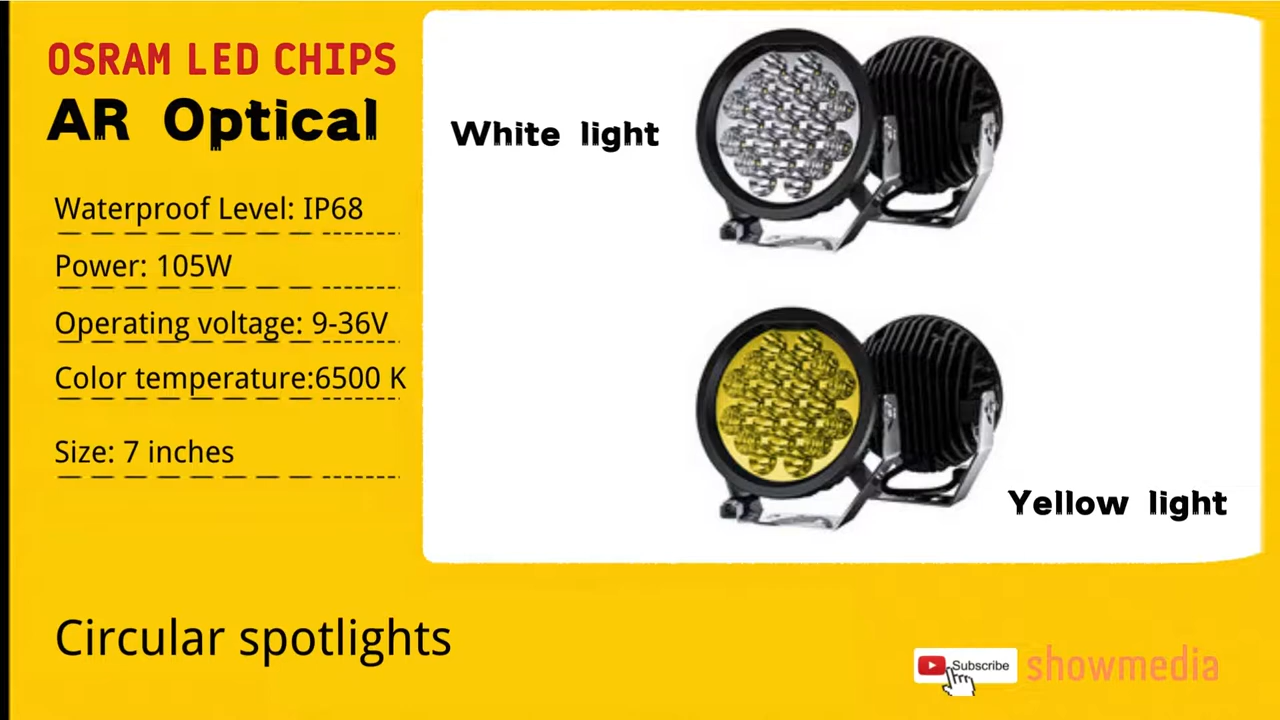 OSRAM LED CHIPS
AR Optical
Waterproof Level: IP68
Power: 105W
Operating voltage: 9-36V
Color temperature:6500 K
Size: 7 inches
White light
Yellow light
Circular spotlights
Subscribe
showmedia